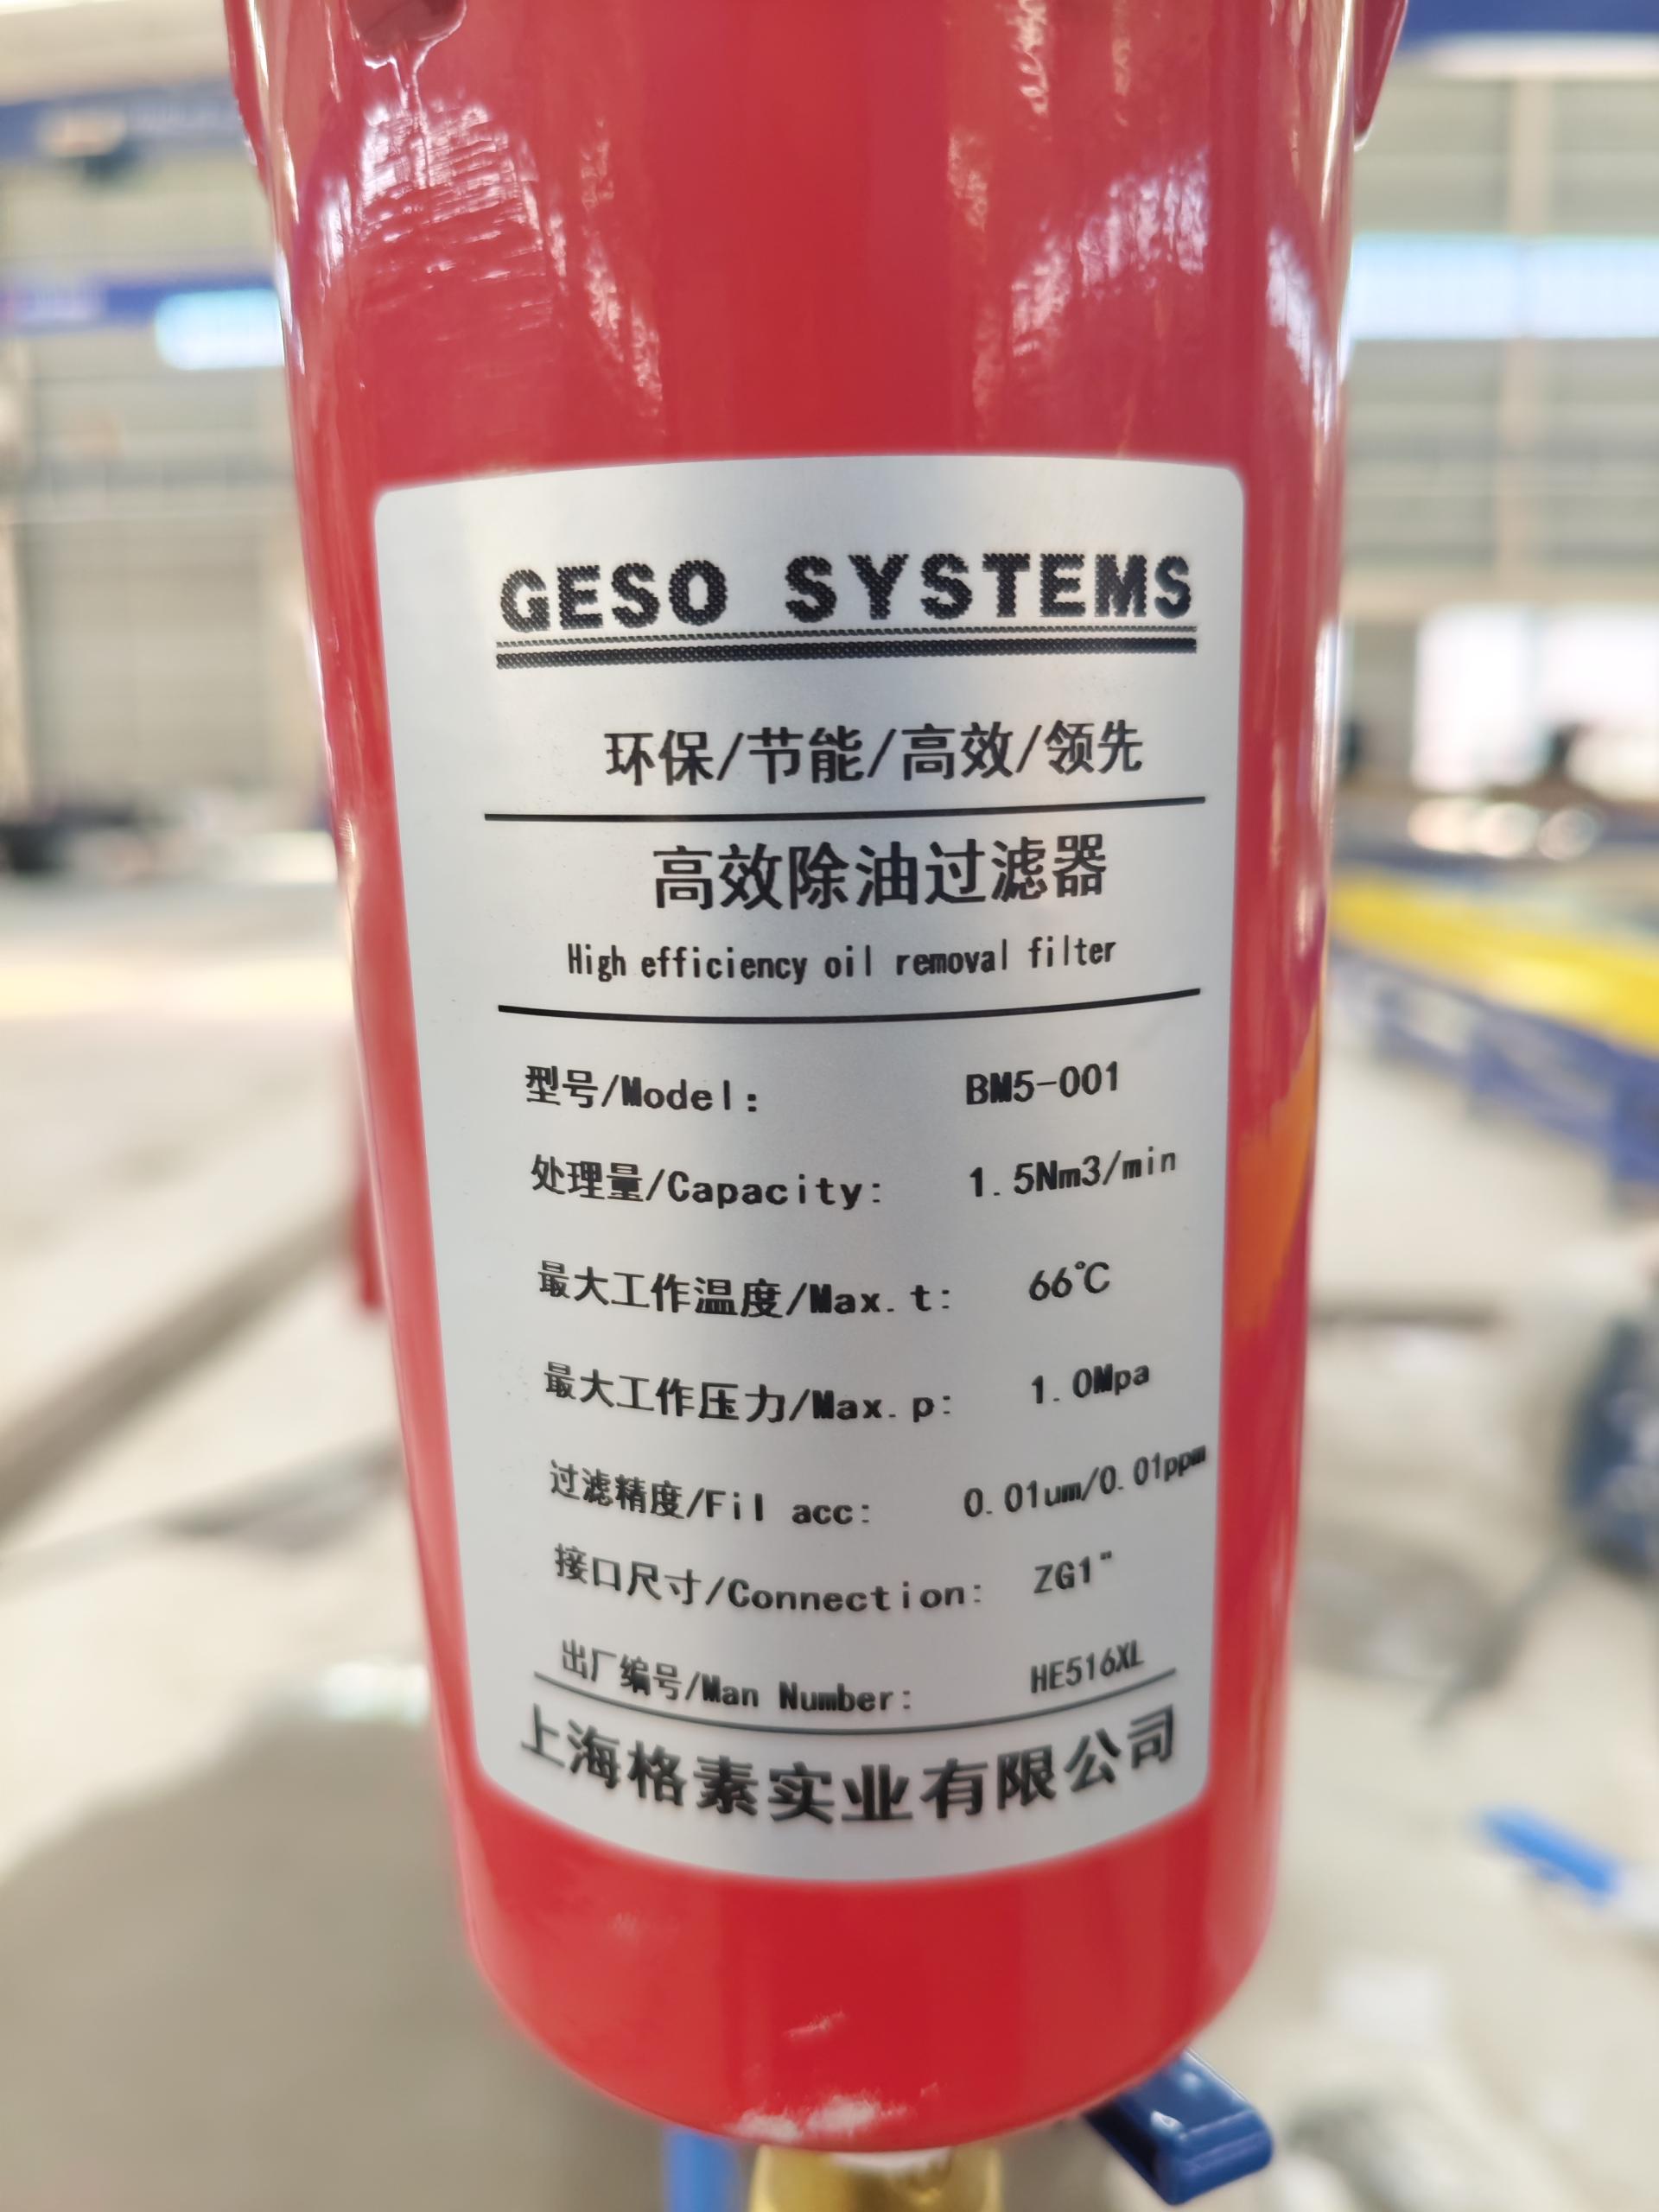 GESO SYSTEMS
环保/节能/高效/领先
高效除油过滤器
High efficiency oil removal filter
型号/Model: BM5-001
处理量/Capacity: 1.5Nm3/min
最大工作温度/Max.t: 66℃
最大工作压力/Max.p: 1.0Mpa
过滤精度/Fil acc: 0.01um/0.01ppm
接口尺寸/Connection: ZG1"
出厂编号/Man Number: HE516XL
上海格素实业有限公司